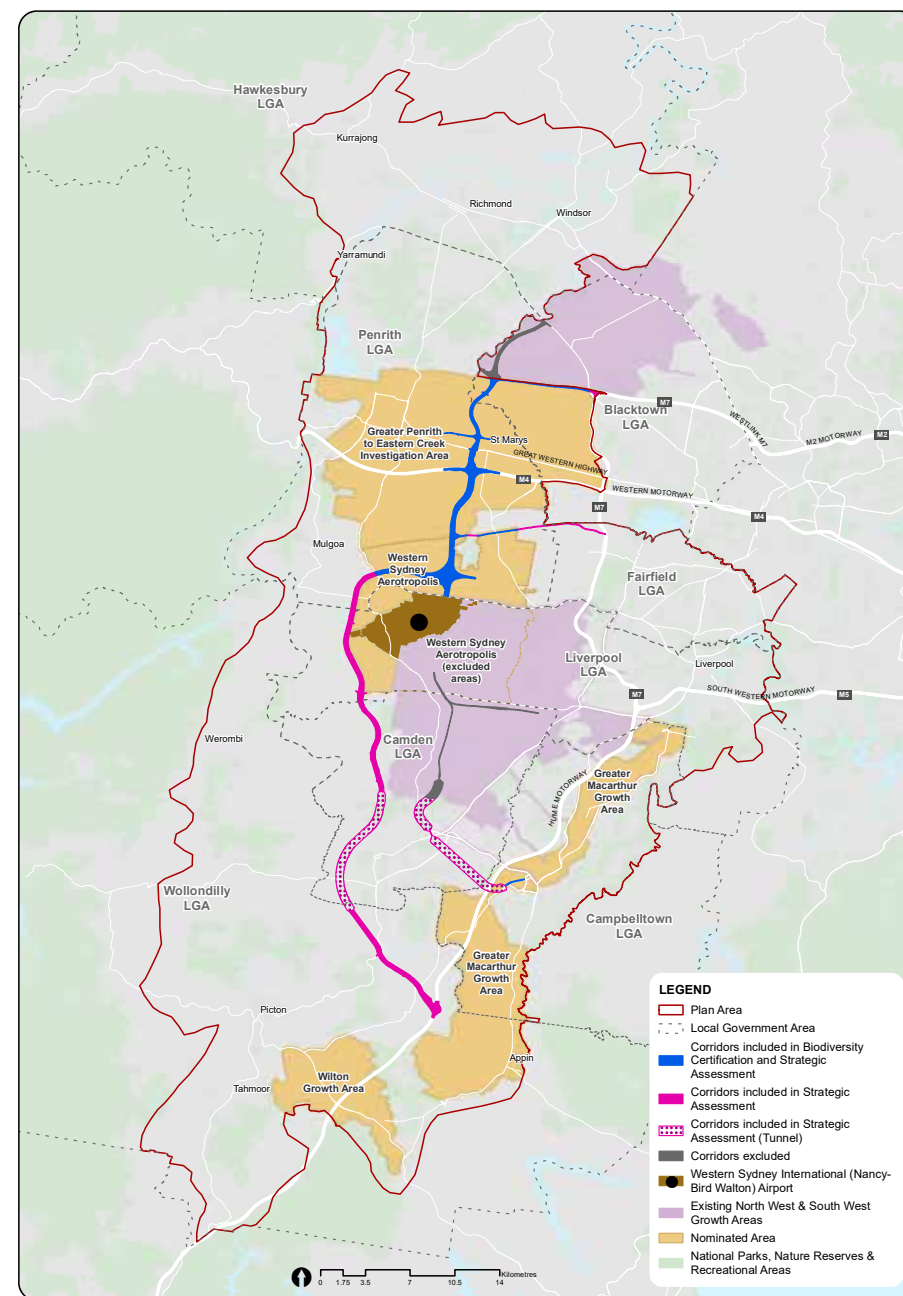 Hawkesbury
LGA
Kurrajong
Richmond
Windsor
Yarramundi
Penrith
LGA
M7
Blacktown
LGA
WESTLINK M7
M2 MOTORWAY
M2
Greater Penrith
to Eastern Creek
Investigation Area
St Marys
GREAT WESTERN HIGHWAY
M4
WESTERN MOTORWAY
M7
M4
Mulgoa
Western
Sydney
Aerotropolis
Fairfield
LGA
Western Sydney
Aerotropolis
(excluded
areas)
Liverpool
LGA
Liverpool
M7
SOUTH WESTERN MOTORWAY
M5
Werombi
Camden
LGA
HUME MOTORWAY
Greater
Macarthur
Growth
Area
Wollondilly
LGA
Campbelltown
LGA
Greater
Macarthur
Growth
Area
Picton
Appin
Wilton
Growth Area
Tahmoor
LEGEND
Plan Area
Local Government Area
Corridors included in Biodiversity
Certification and Strategic
Assessment
Corridors included in Strategic
Assessment
Corridors included in Strategic
Assessment (Tunnel)
Corridors excluded
Western Sydney International (Nancy-
Bird Walton) Airport
Existing North West & South West
Growth Areas
Nominated Area
National Parks, Nature Reserves &
Recreational Areas
Kilometres
0 1.75 3.5 7 10.5 14